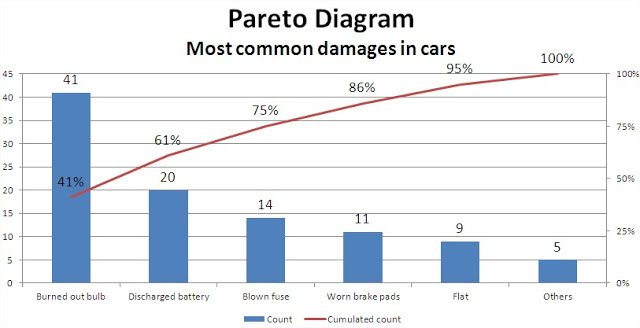 Pareto Diagram
Most common damages in cars
45 41 95% 100% 100%
40 86%
35 75% 75%
30 61%
25
20 41% 20 50%
15 14
10 11 9 25%
5 5
0 0%
Burned out bulb Discharged battery Blown fuse Worn brake pads Flat Others
Count Cumulated count